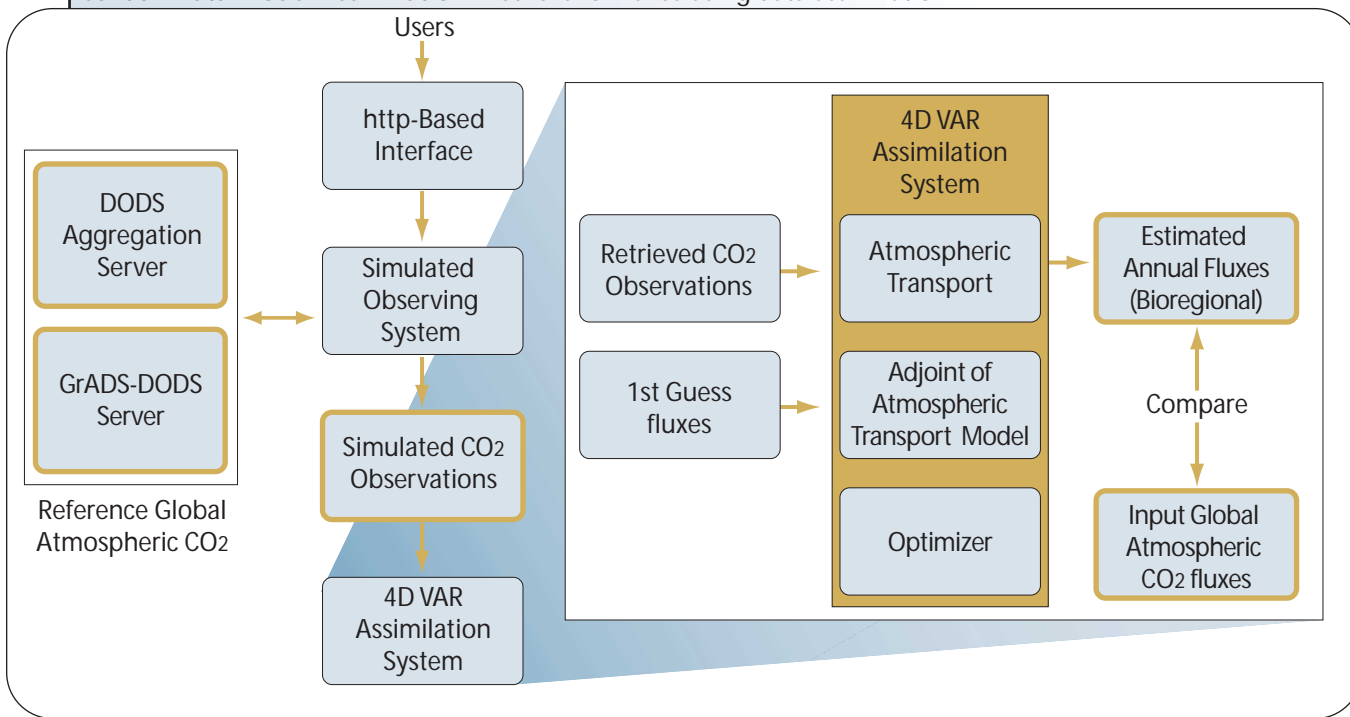 Users
http-Based
Interface
DODS
Aggregation
Server
GrADS-DODS
Server
Reference Global
Atmospheric CO2
Simulated
Observing
System
Simulated CO2
Observations
4D VAR
Assimilation
System
4D VAR
Assimilation
System
Retrieved CO2
Observations
1st Guess
fluxes
Atmospheric
Transport
Adjoint of
Atmospheric
Transport Model
Optimizer
Estimated
Annual Fluxes
(Bioregional)
Compare
Input Global
Atmospheric
CO2 fluxes